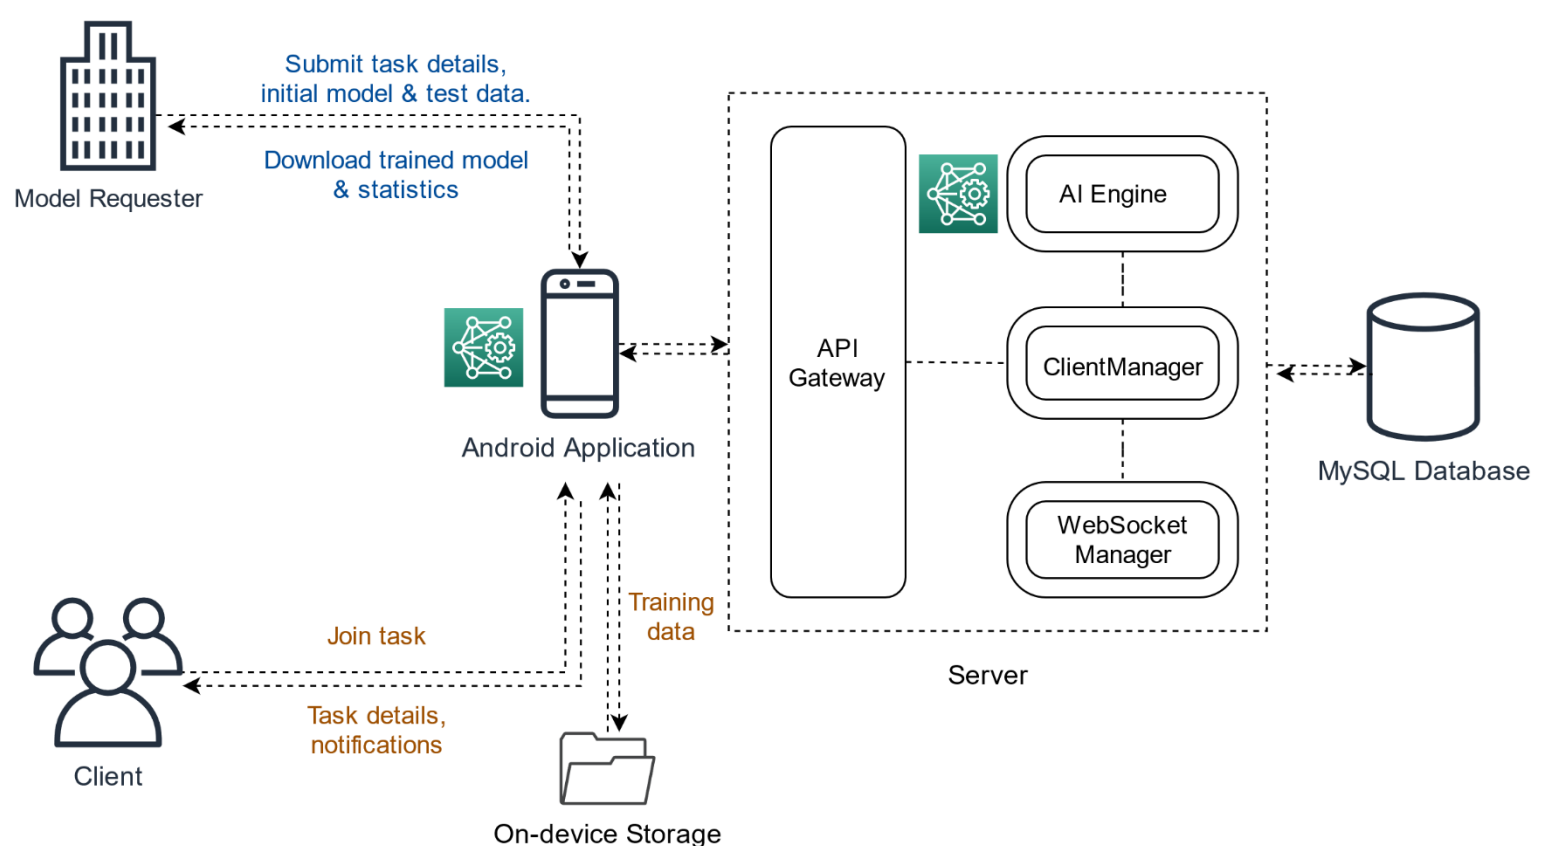 Submit task details,
initial model & test data.
Download trained model
& statistics
Model Requester
AI Engine
API
Gateway
ClientManager
Android Application
MySQL Database
WebSocket
Manager
Training
data
Join task
Server
Task details,
notifications
Client
On-device Storage